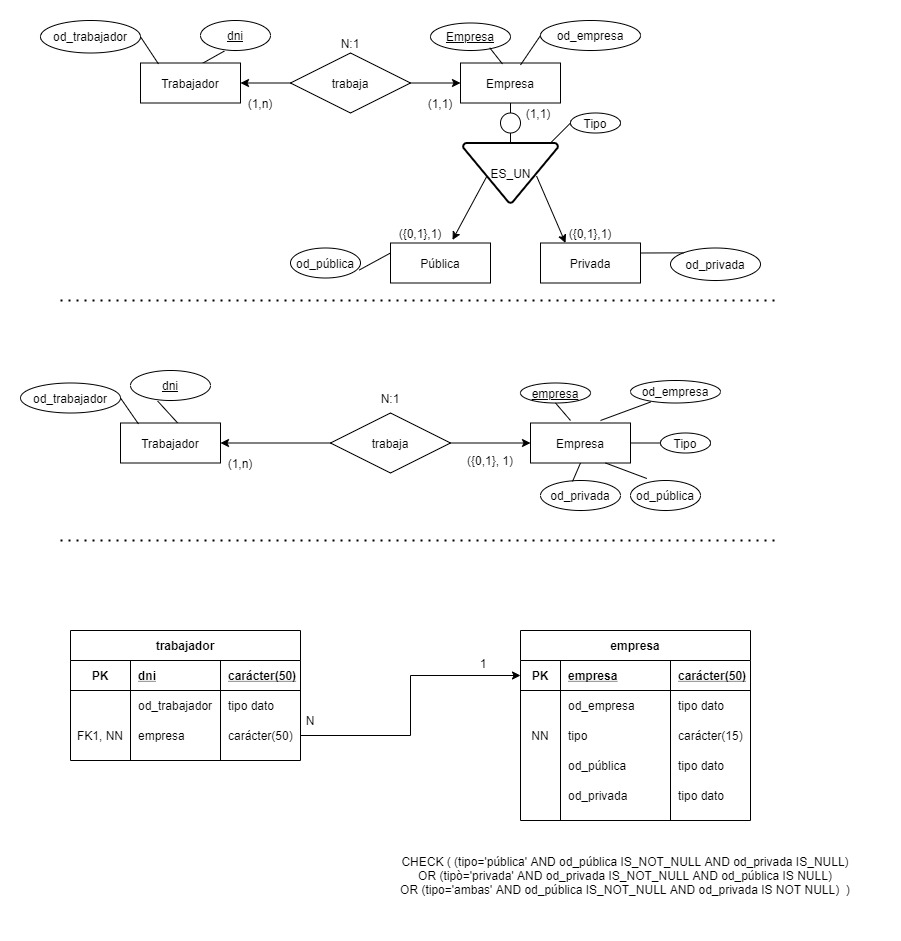 od_trabajador
dni
Empresa
od_empresa
N:1
Trabajador
trabaja
Empresa
(1,n)
(1,1)
(1,1)
Tipo
ES_UN
({0,1},1)
({0,1},1)
od_pública
Pública
Privada
od_privada
od_trabajador
dni
N:1
empresa
od_empresa
Trabajador
trabaja
Empresa
Tipo
(1,n)
({0,1}, 1)
od_privada
od_pública
trabajador
PK dni carácter(50)
od_trabajador tipo dato
FK1, NN empresa carácter(50)
N
1
empresa
PK empresa carácter(50)
od_empresa tipo dato
NN tipo carácter(15)
od_pública tipo dato
od_privada tipo dato
CHECK ( (tipo='pública' AND od_pública IS_NOT_NULL AND od_privada IS_NULL)
OR (tipò='privada' AND od_privada IS_NOT_NULL AND od_pública IS NULL)
OR (tipo='ambas' AND od_pública IS_NOT_NULL AND od_privada IS NOT NULL) )